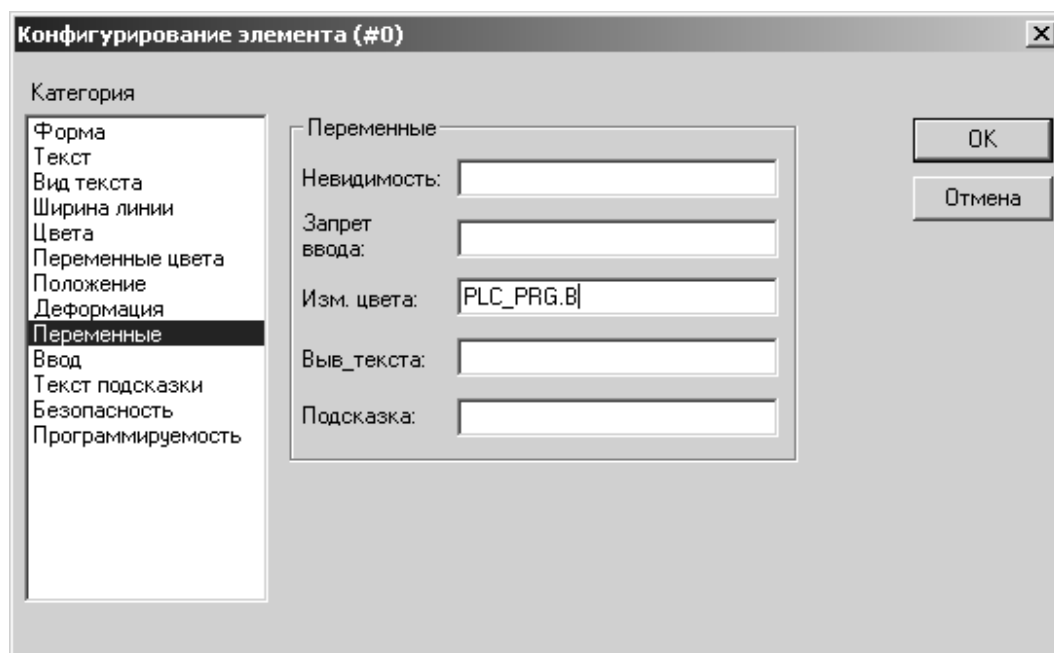 Конфигурирование элемента (#0)
Категория
Форма
Текст
Вид текста
Ширина линии
Цвета
Переменные цвета
Положение
Деформация
Переменные
Ввод
Текст подсказки
Безопасность
Программируемость
Переменные
Невидимость:
Запрет
ввода:
Изм. цвета:
PLC_PRG.B
Выв_текста:
Подсказка:
OK
Отмена